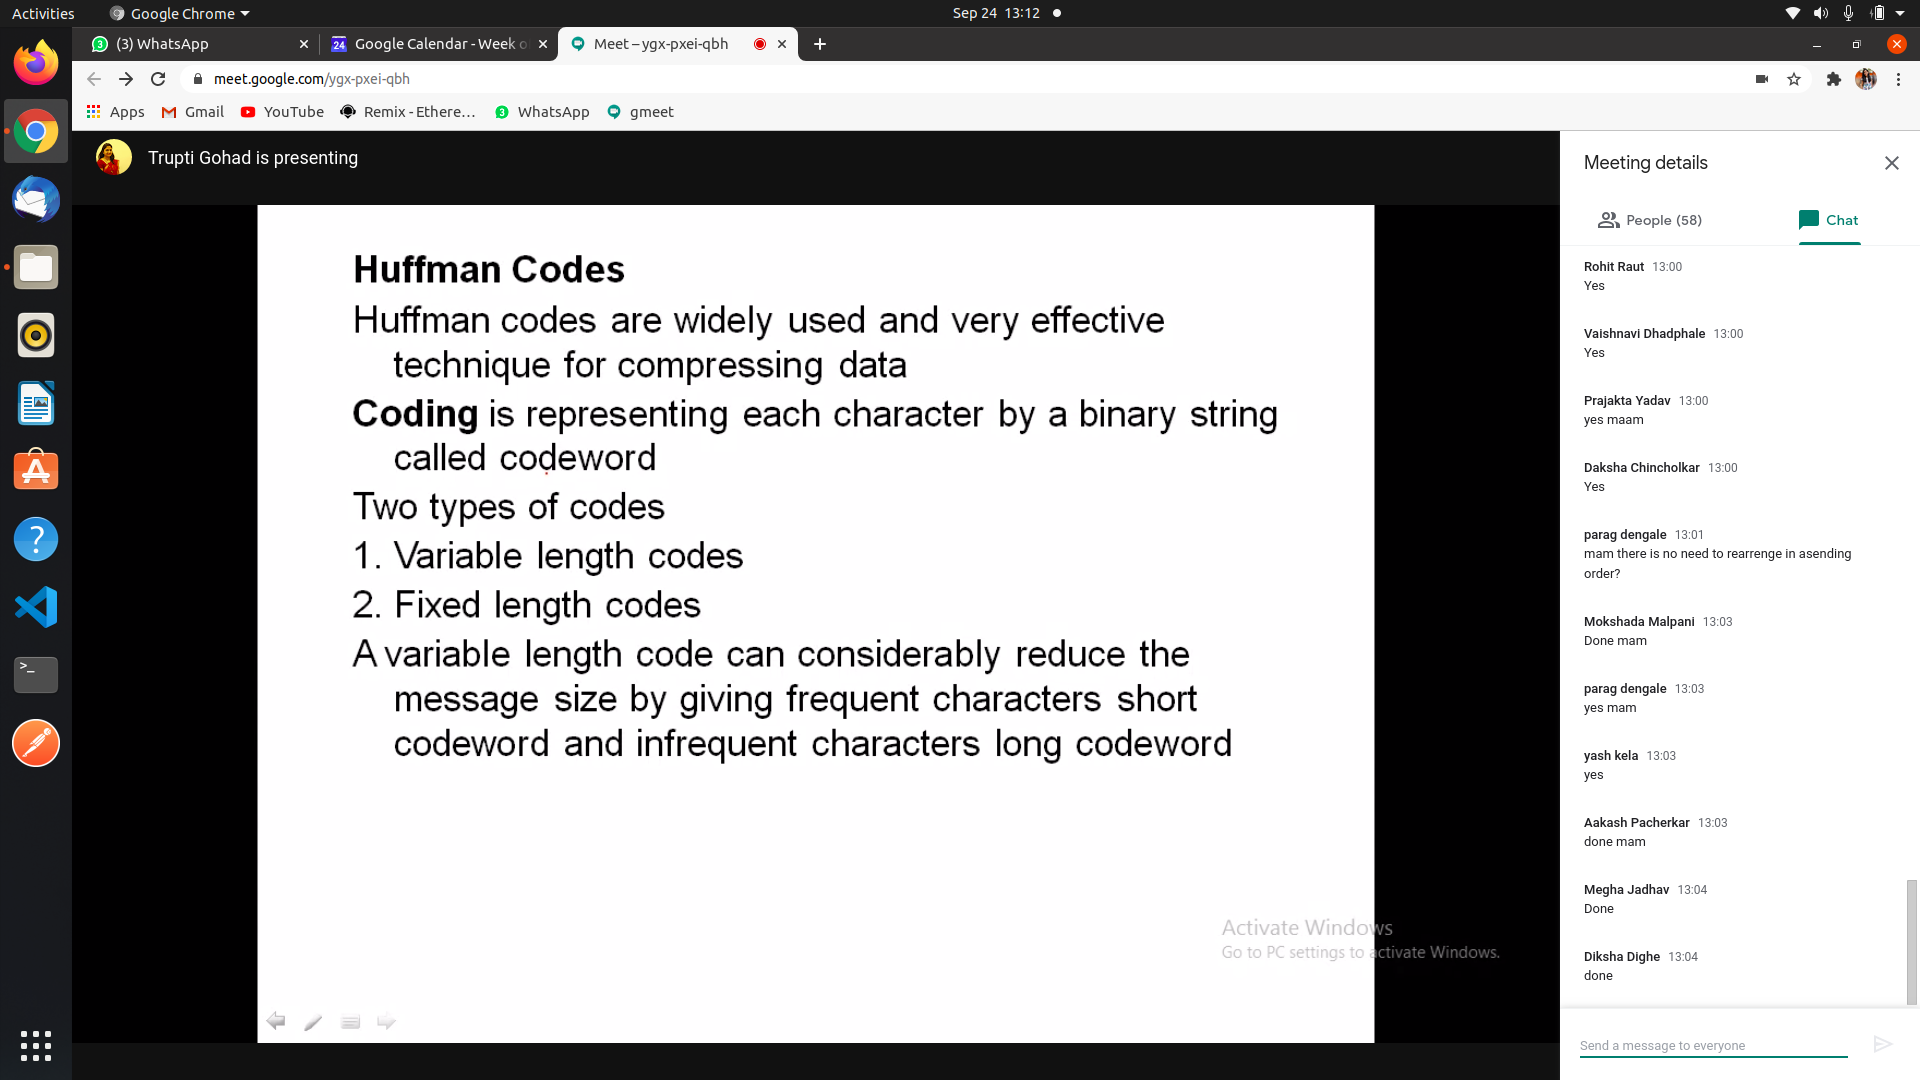 Activities
Google Chrome
Sep 24 13:12
(3) WhatsApp
Google Calendar - Week o
Meet – ygx-pxei-qbh
meet.google.com/ygx-pxei-qbh
Apps
Gmail
YouTube
Remix - Ethere…
WhatsApp
gmeet
Trupti Gohad is presenting
Huffman Codes
Huffman codes are widely used and very effective
technique for compressing data
Coding is representing each character by a binary string
called codeword
Two types of codes
1. Variable length codes
2. Fixed length codes
A variable length code can considerably reduce the
message size by giving frequent characters short
codeword and infrequent characters long codeword
Activate Windows
Go to PC settings to activate Windows.
Meeting details
People (58)
Chat
Rohit Raut 13:00
Yes
Vaishnavi Dhadphale 13:00
Yes
Prajakta Yadav 13:00
yes maam
Daksha Chincholkar 13:00
Yes
parag dengale 13:01
mam there is no need to rearrenge in asending
order?
Mokshada Malpani 13:03
Done mam
parag dengale 13:03
yes mam
yash kela 13:03
yes
Aakash Pacherkar 13:03
done mam
Megha Jadhav 13:04
Done
Diksha Dighe 13:04
done
Send a message to everyone